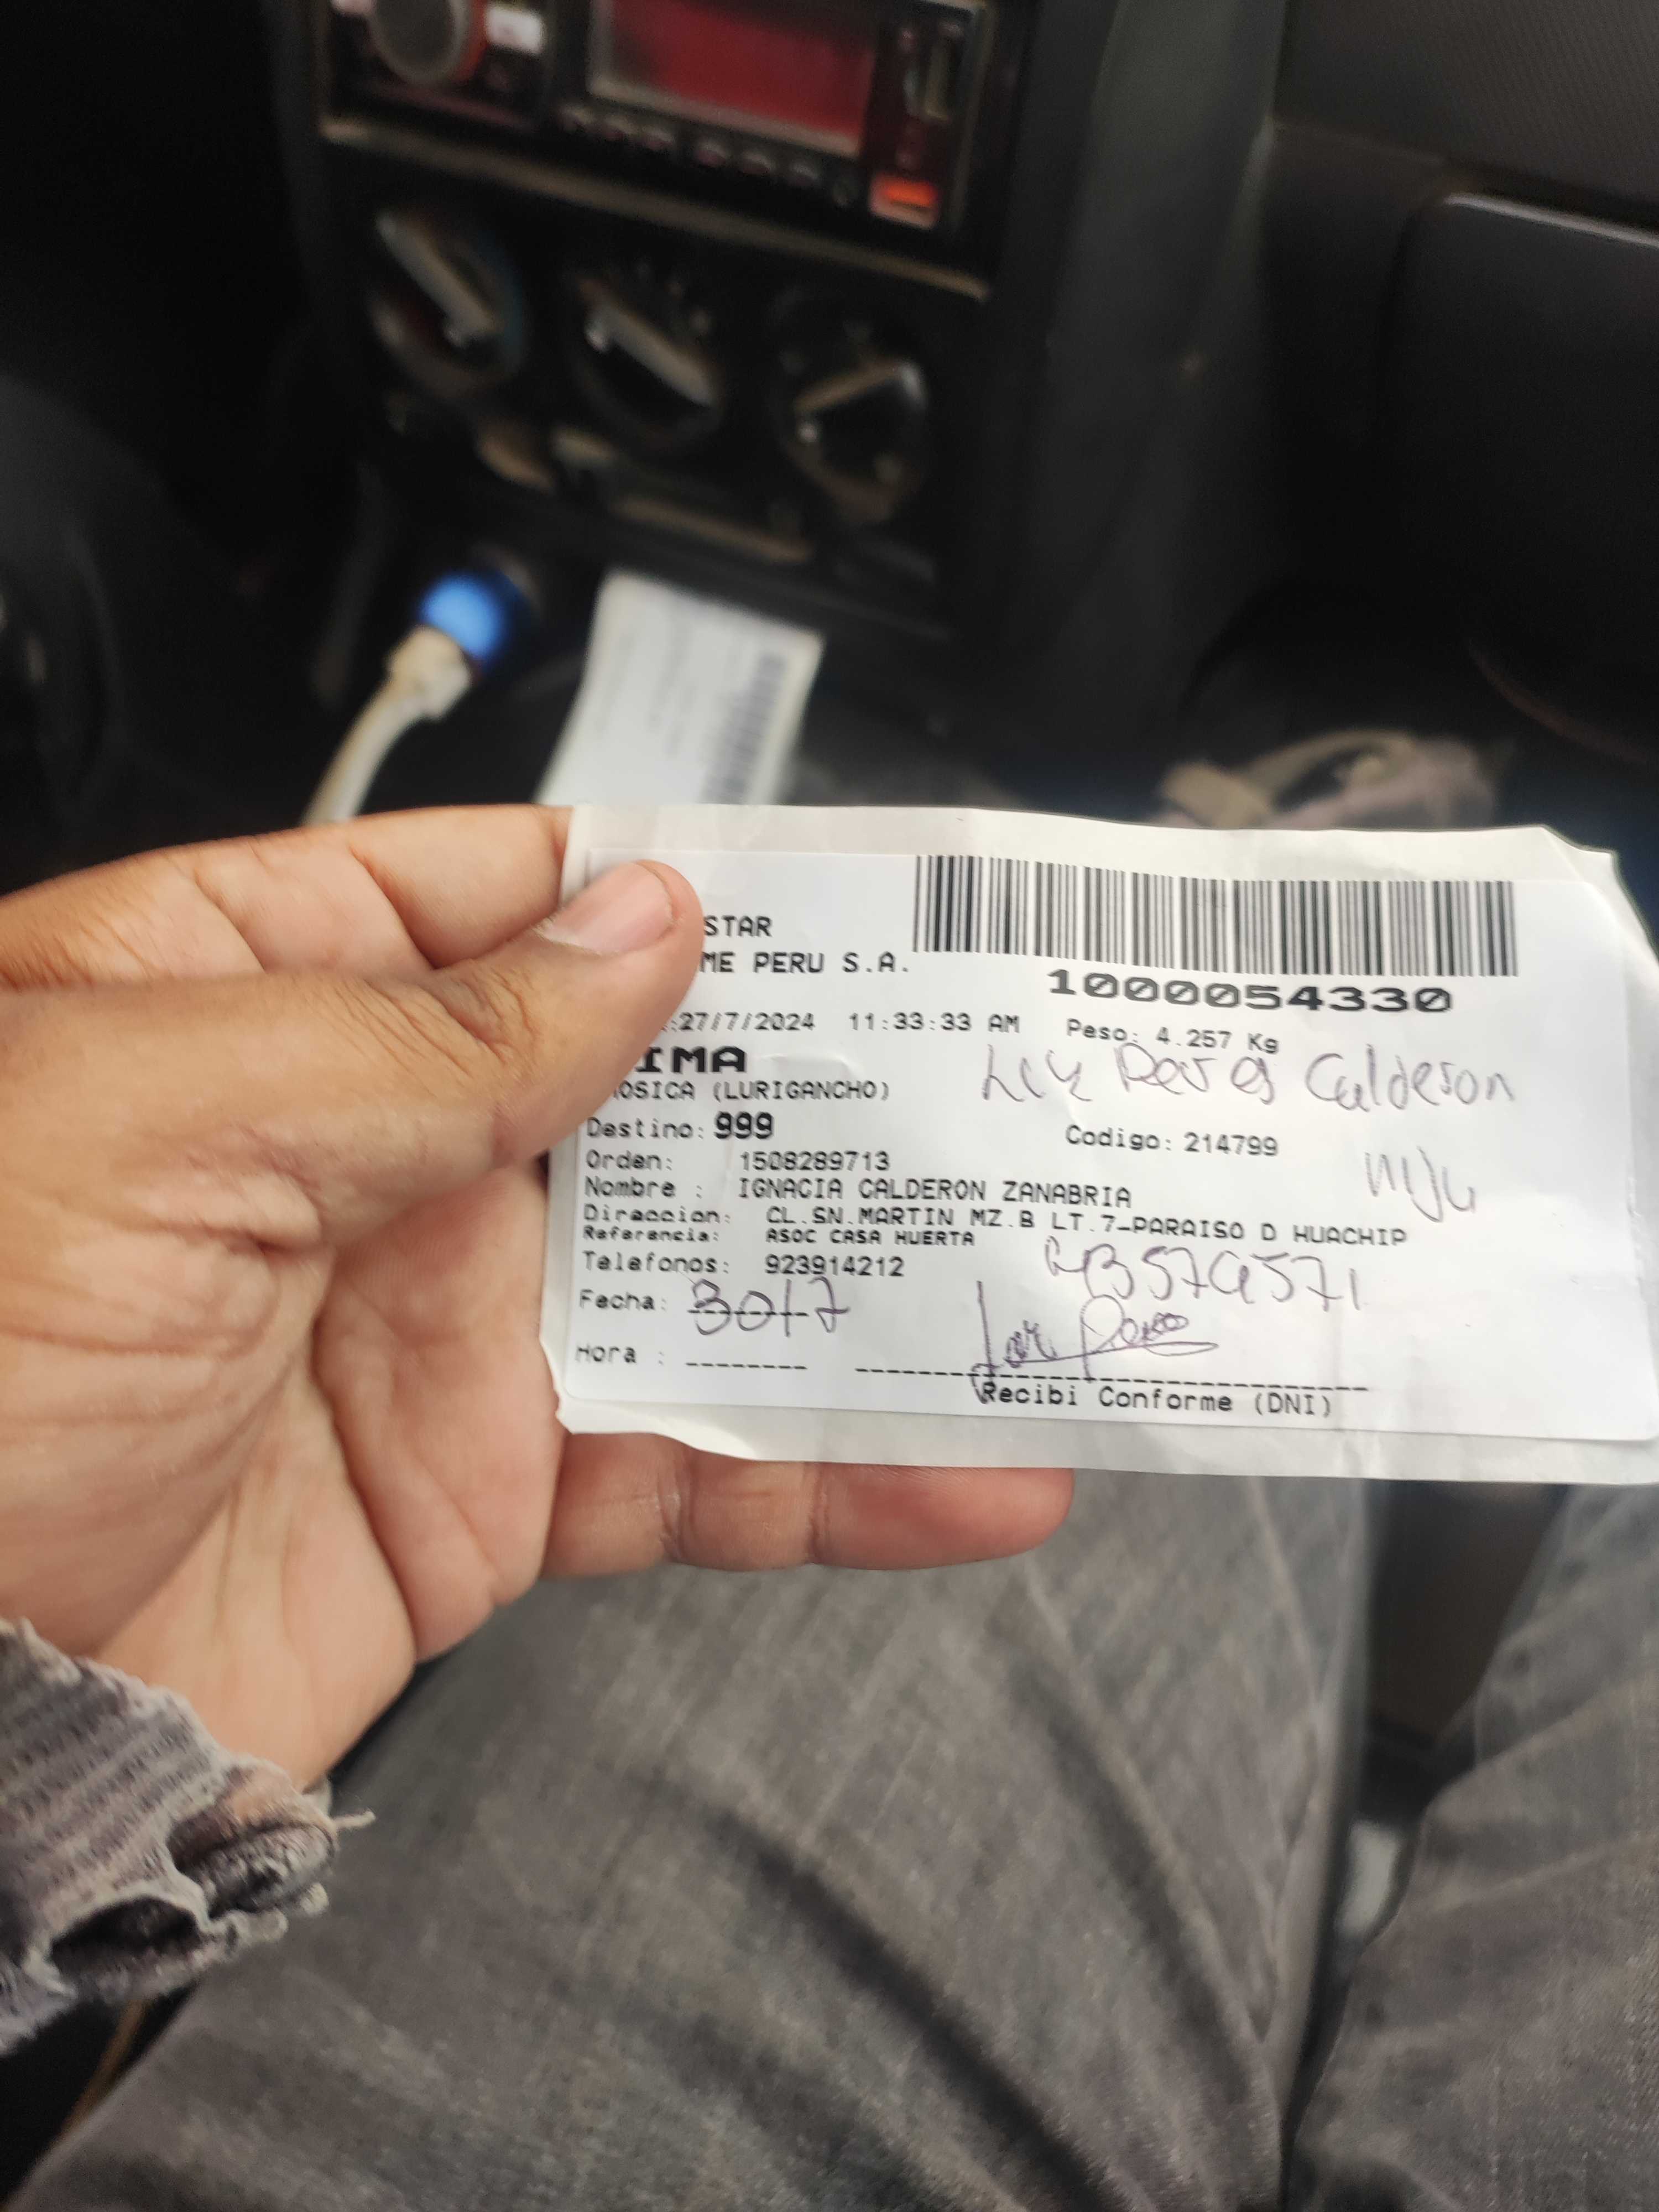 STAR
ME PERU S.A.
1000054330
:27/7/2024 11:33:33 AM Peso: 4.257 Kg
IMA
OSICA (LURIGANCHO)
Calderon
Destino: 999 Codigo: 214799
Orden: 1508289713
Nombre : IGNACIA CALDERON ZANABRIA
Direccion: CL.SN.MARTIN MZ.B LT.7-PARAISO D HUACHIP
Referencia: ASOC CASA HUERTA
Telefonos: 923914212
Fecha: 30/7
Hora :
Recibi Conforme (DNI)